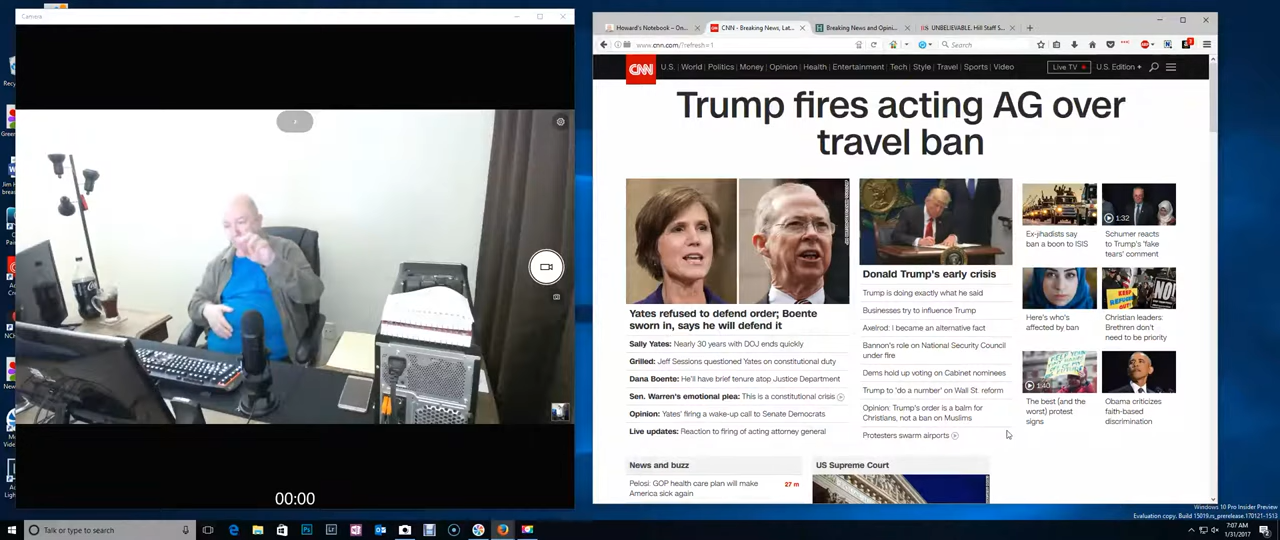 Camera
00:00
Howard's Notebook – On...
CNN - Breaking News, Lat...
Breaking News and Opini...
UNBELIEVABLE. Hill Staff S...
www.cnn.com/?refresh=1
Search
CNN
U.S. | World | Politics | Money | Opinion | Health | Entertainment | Tech | Style | Travel | Sports | Video
Live TV
U.S. Edition +
Trump fires acting AG over
travel ban
Yates refused to defend order; Boente
sworn in, says he will defend it
Sally Yates: Nearly 30 years with DOJ ends quickly
Grilled: Jeff Sessions questioned Yates on constitutional duty
Dana Boente: He'll have brief tenure atop Justice Department
Sen. Warren's emotional plea: This is a constitutional crisis
Opinion: Yates' firing a wake-up call to Senate Democrats
Live updates: Reaction to firing of acting attorney general
Donald Trump's early crisis
Trump is doing exactly what he said
Businesses try to influence Trump
Axelrod: I became an alternative fact
Bannon's role on National Security Council
under fire
Dems hold up voting on Cabinet nominees
Trump to 'do a number' on Wall St reform
Opinion: Trump's order is a balm for
Christians, not a ban on Muslims
Protesters swarm airports
Ex-jihadists say
ban a boon to ISIS
1:32
Schumer reacts
to Trump's 'fake
tears' comment
Here's who's
affected by ban
Christian leaders:
Brethren don't
need to be priority
1:40
The best (and the
worst) protest
signs
Obama criticizes
faith-based
discrimination
News and buzz
Pelosi: GOP health care plan will make
America sick again
27 m
US Supreme Court
Windows 10 Pro Insider Preview
Evaluation copy. Build 15019.rs_prerelease.170121-1513
Talk or type to search
7:07 AM
1/31/2017